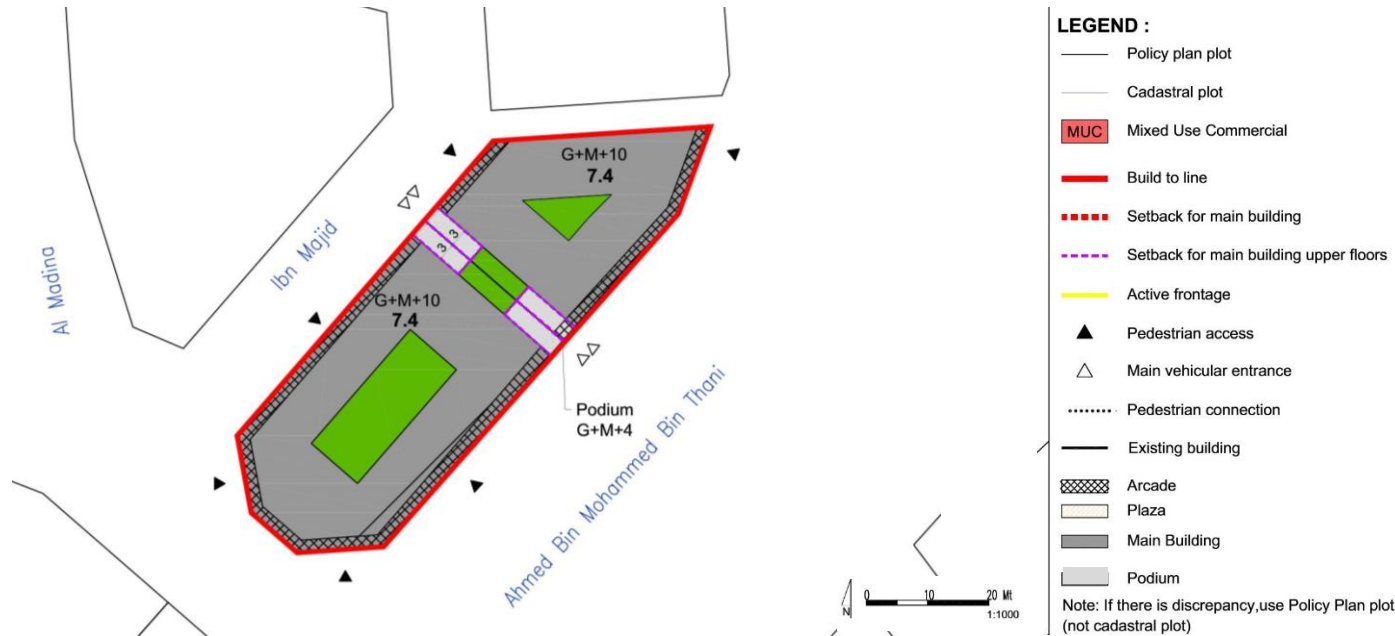 G+M+10
7.4
3
3
Ibn Majid
Al Madina
G+M+10
7.4
Podium
G+M+4
Ahmed Bin Mohammed Bin Thani
N
0 10 20 Mt
1:1000
LEGEND :
Policy plan plot
Cadastral plot
MUC Mixed Use Commercial
Build to line
Setback for main building
Setback for main building upper floors
Active frontage
Pedestrian access
Main vehicular entrance
Pedestrian connection
Existing building
Arcade
Plaza
Main Building
Podium
Note: If there is discrepancy,use Policy Plan plot
(not cadastral plot)